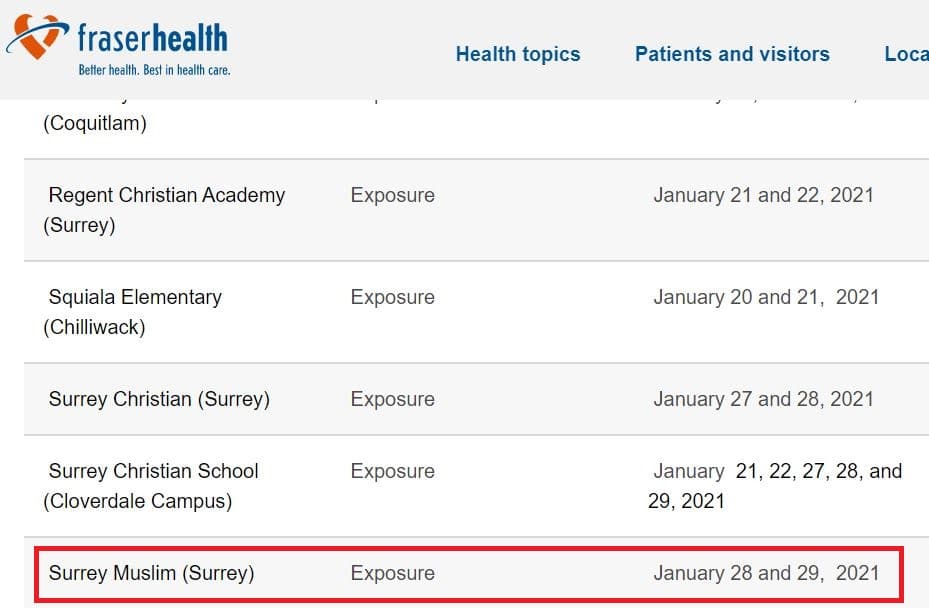 fraserhealth
Better health. Best in health care.
Health topics Patients and visitors Loca
(Coquitlam)
Regent Christian Academy Exposure January 21 and 22, 2021
(Surrey)
Squiala Elementary Exposure January 20 and 21, 2021
(Chilliwack)
Surrey Christian (Surrey) Exposure January 27 and 28, 2021
Surrey Christian School Exposure January 21, 22, 27, 28, and
(Cloverdale Campus) 29, 2021
Surrey Muslim (Surrey) Exposure January 28 and 29, 2021